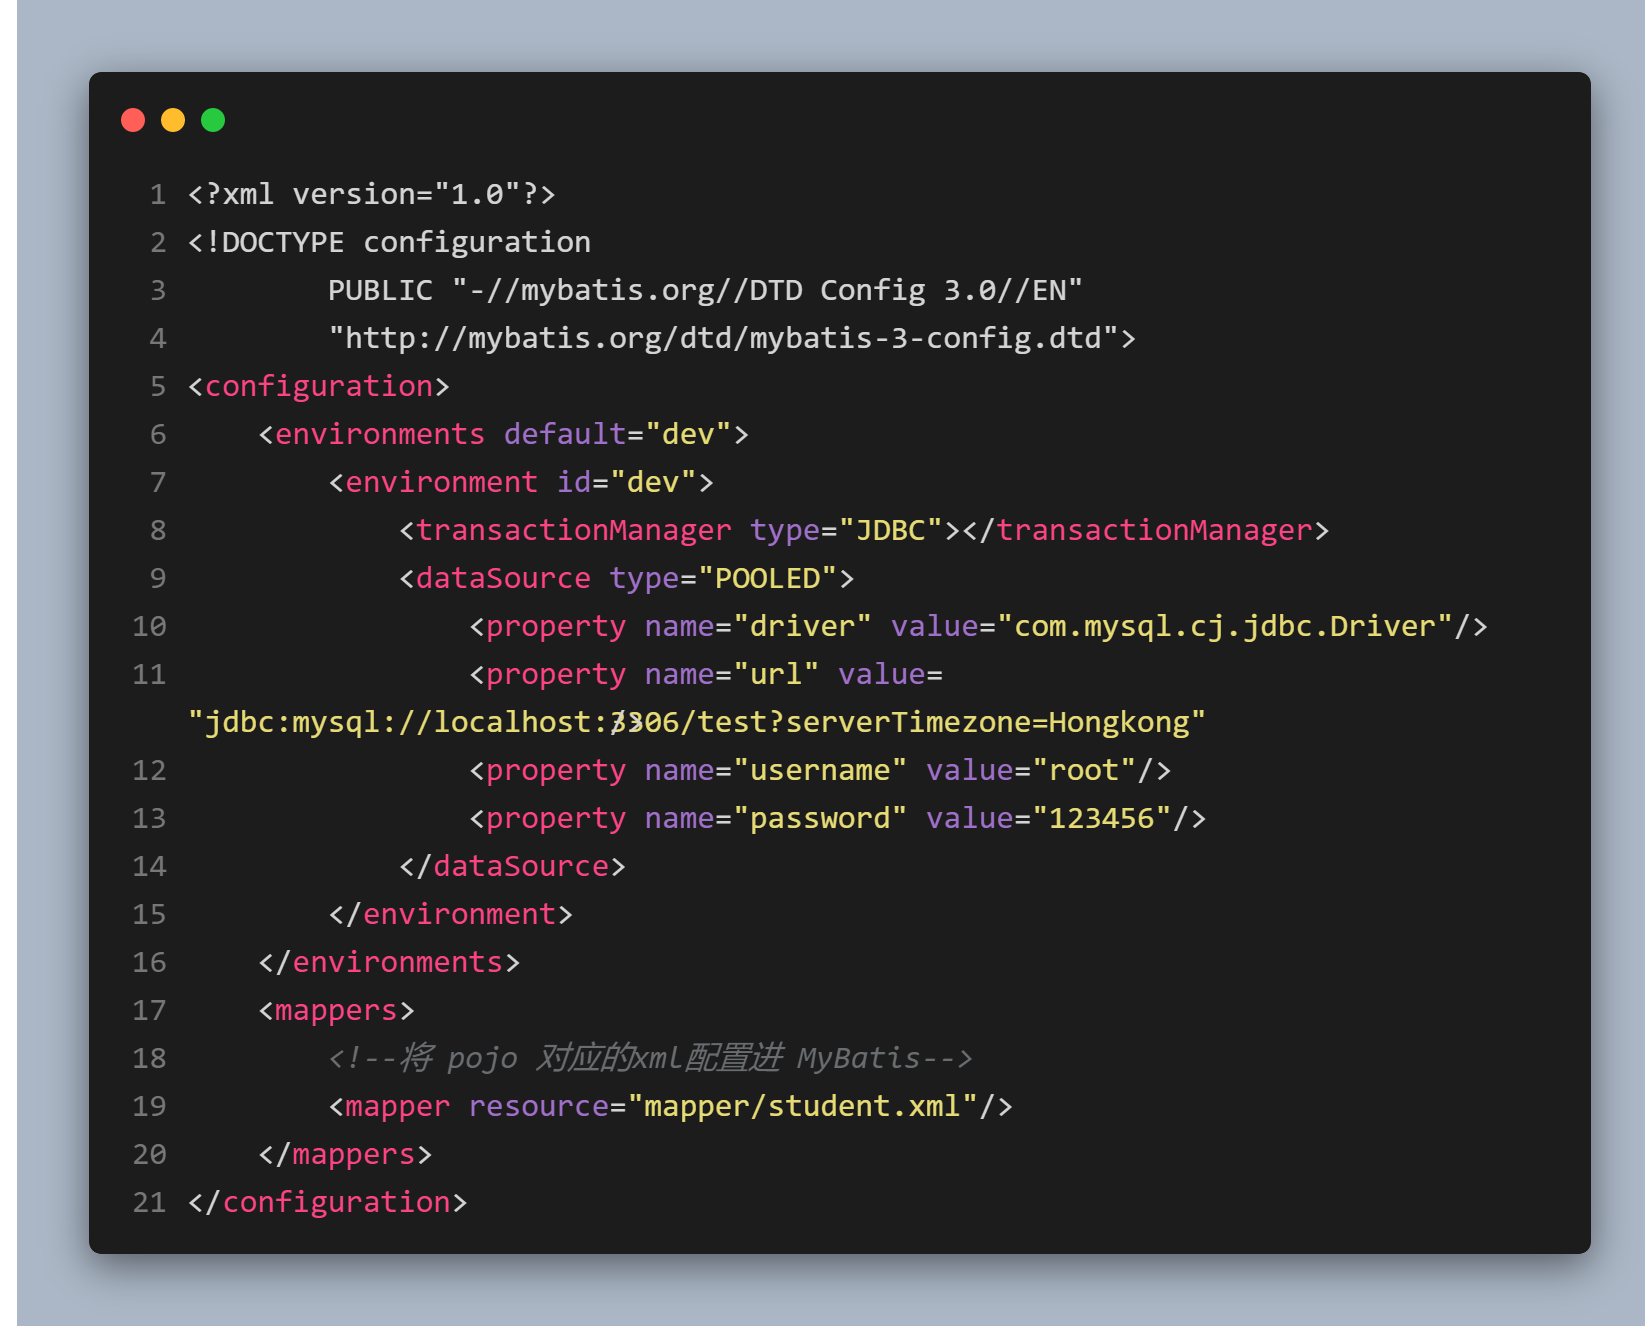 1 <?xml version="1.0"?>
2 <!DOCTYPE configuration
3         PUBLIC "-//mybatis.org//DTD Config 3.0//EN"
4         "http://mybatis.org/dtd/mybatis-3-config.dtd">
5 <configuration>
6     <environments default="dev">
7         <environment id="dev">
8             <transactionManager type="JDBC"></transactionManager>
9             <dataSource type="POOLED">
10                 <property name="driver" value="com.mysql.cj.jdbc.Driver"/>
11                 <property name="url" value=
"jdbc:mysql://localhost:3306/test?serverTimezone=Hongkong"/>
12                 <property name="username" value="root"/>
13                 <property name="password" value="123456"/>
14             </dataSource>
15         </environment>
16     </environments>
17     <mappers>
18         <!--将 pojo 对应的xml配置进 MyBatis-->
19         <mapper resource="mapper/student.xml"/>
20     </mappers>
21 </configuration>